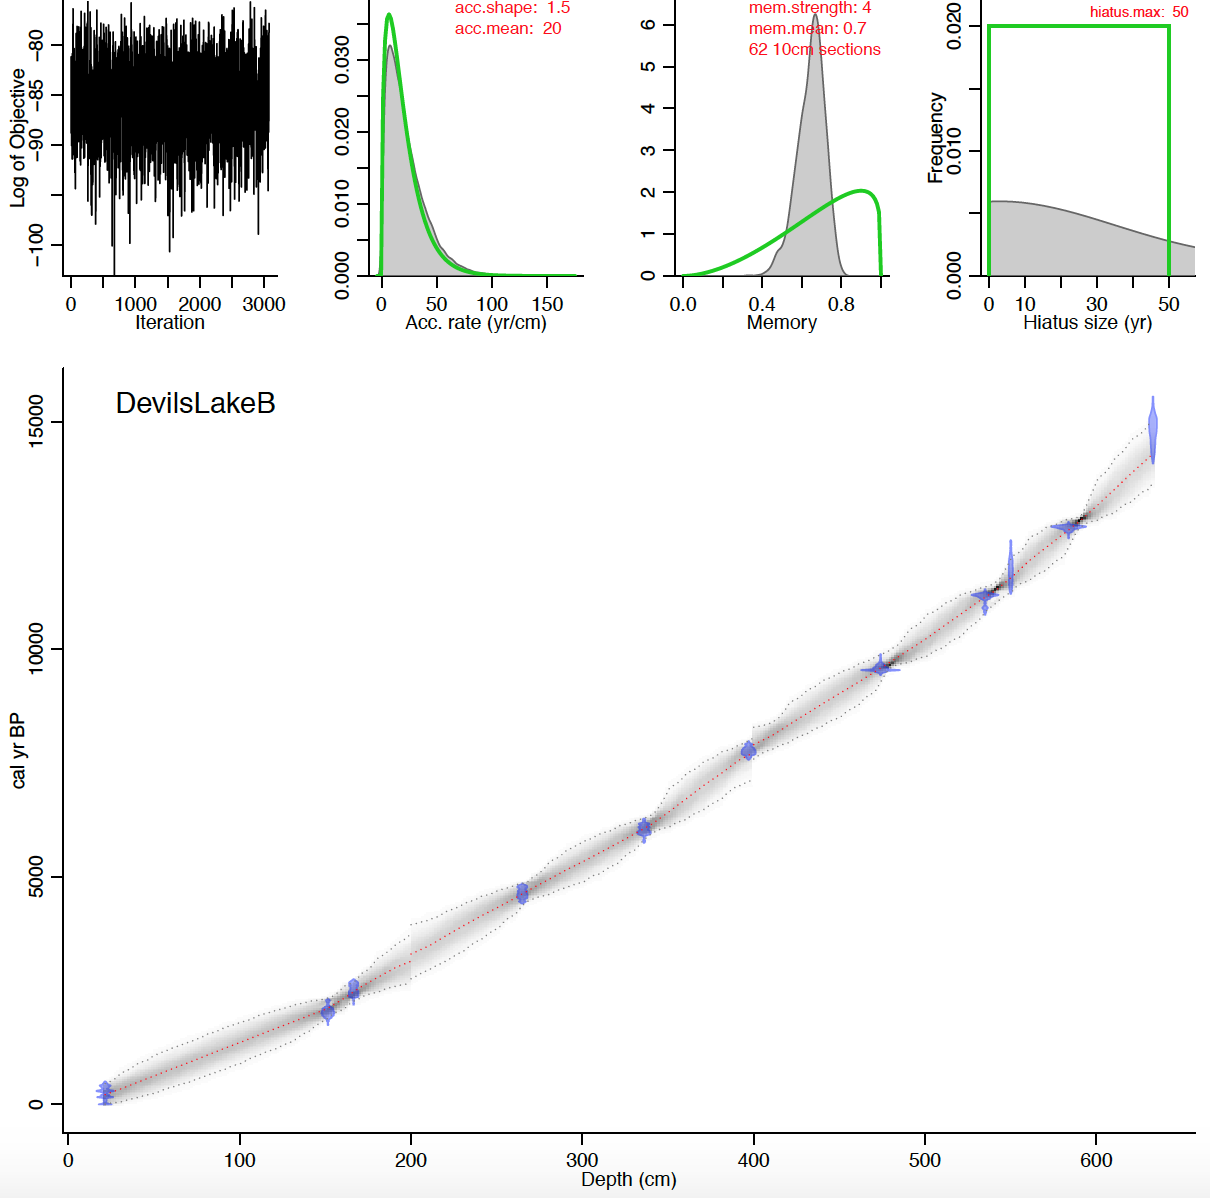 acc.shape: 1.5
acc.mean: 20
mem.strength: 4
mem.mean: 0.7
62 10cm sections
hiatus.max: 50
Log of Objective
−100 −90 −85 −80
0 1000 2000 3000
Iteration
0.000 0.010 0.020 0.030
0 50 100 150
Acc. rate (yr/cm)
0 1 2 3 4 5 6
0.0 0.4 0.8
Memory
Frequency
0.000 0.010 0.020
0 10 30 50
Hiatus size (yr)
DevilsLakeB
cal yr BP
0 5000 10000 15000
0 100 200 300 400 500 600
Depth (cm)